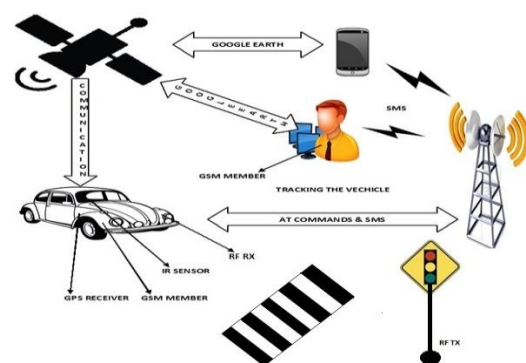 GOOGLE EARTH
COMMUNICATION
GOOGLE EARTH
SMS
GSM MEMBER
TRACKING THE VECHICLE
AT COMMANDS & SMS
RF RX
IR SENSOR
GPS RECEIVER
GSM MEMBER
RF TX